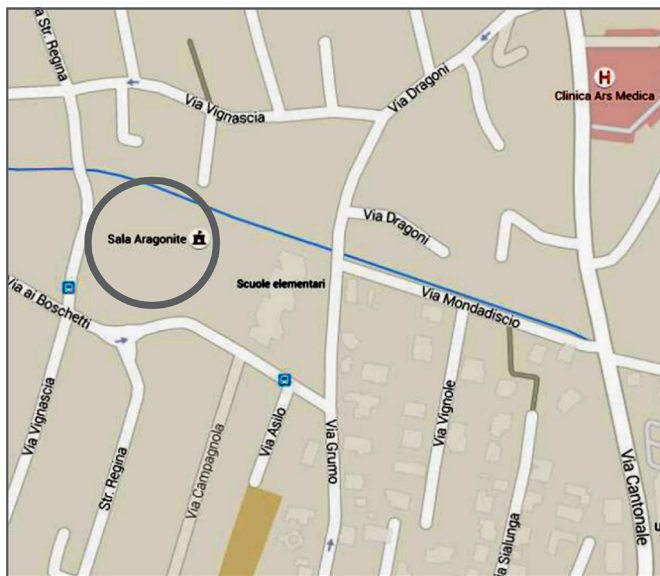 Via Str. Regina
Via Vignascia
Via Dragoni
H
Clinica Ars Medica
Sala Aragonite
Via Dragoni
Scuole elementari
Via ai Boschetti
Via Mondadiscio
Via Vignascia
Str. Regina
Via Campagnola
Via Asilo
Via Grumo
Via Vignole
Via Sialunga
Via Cantonale